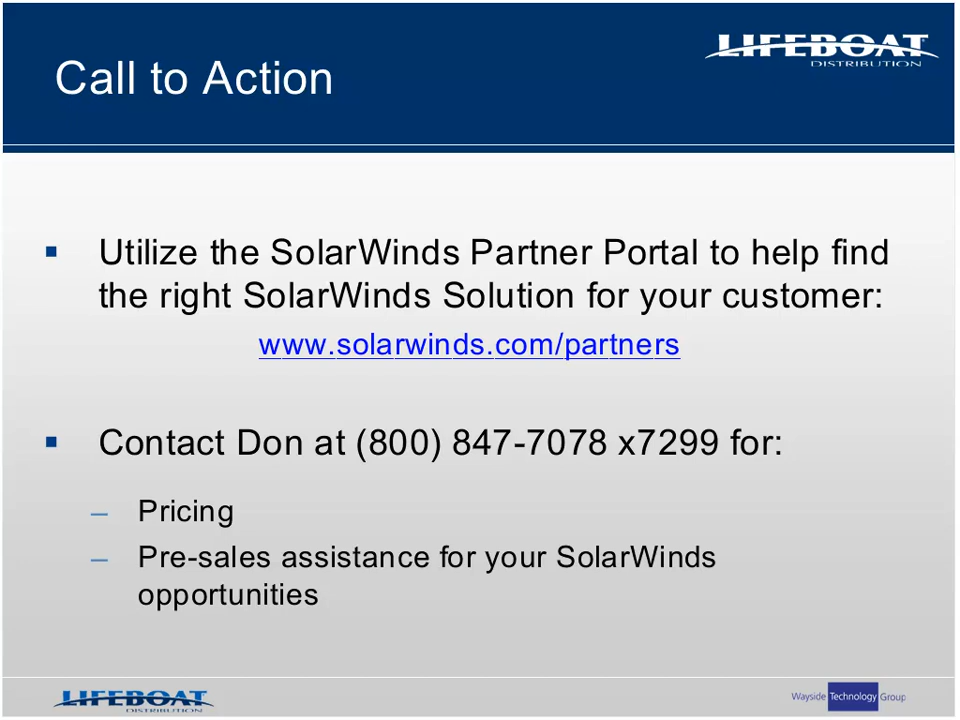 Call to Action
LIFEBOAT
DISTRIBUTION
Utilize the SolarWinds Partner Portal to help find
the right SolarWinds Solution for your customer:
www.solarwinds.com/partners
Contact Don at (800) 847-7078 x7299 for:
– Pricing
– Pre-sales assistance for your SolarWinds
opportunities
LIFEBOAT
DISTRIBUTION
Wayside Technology Group